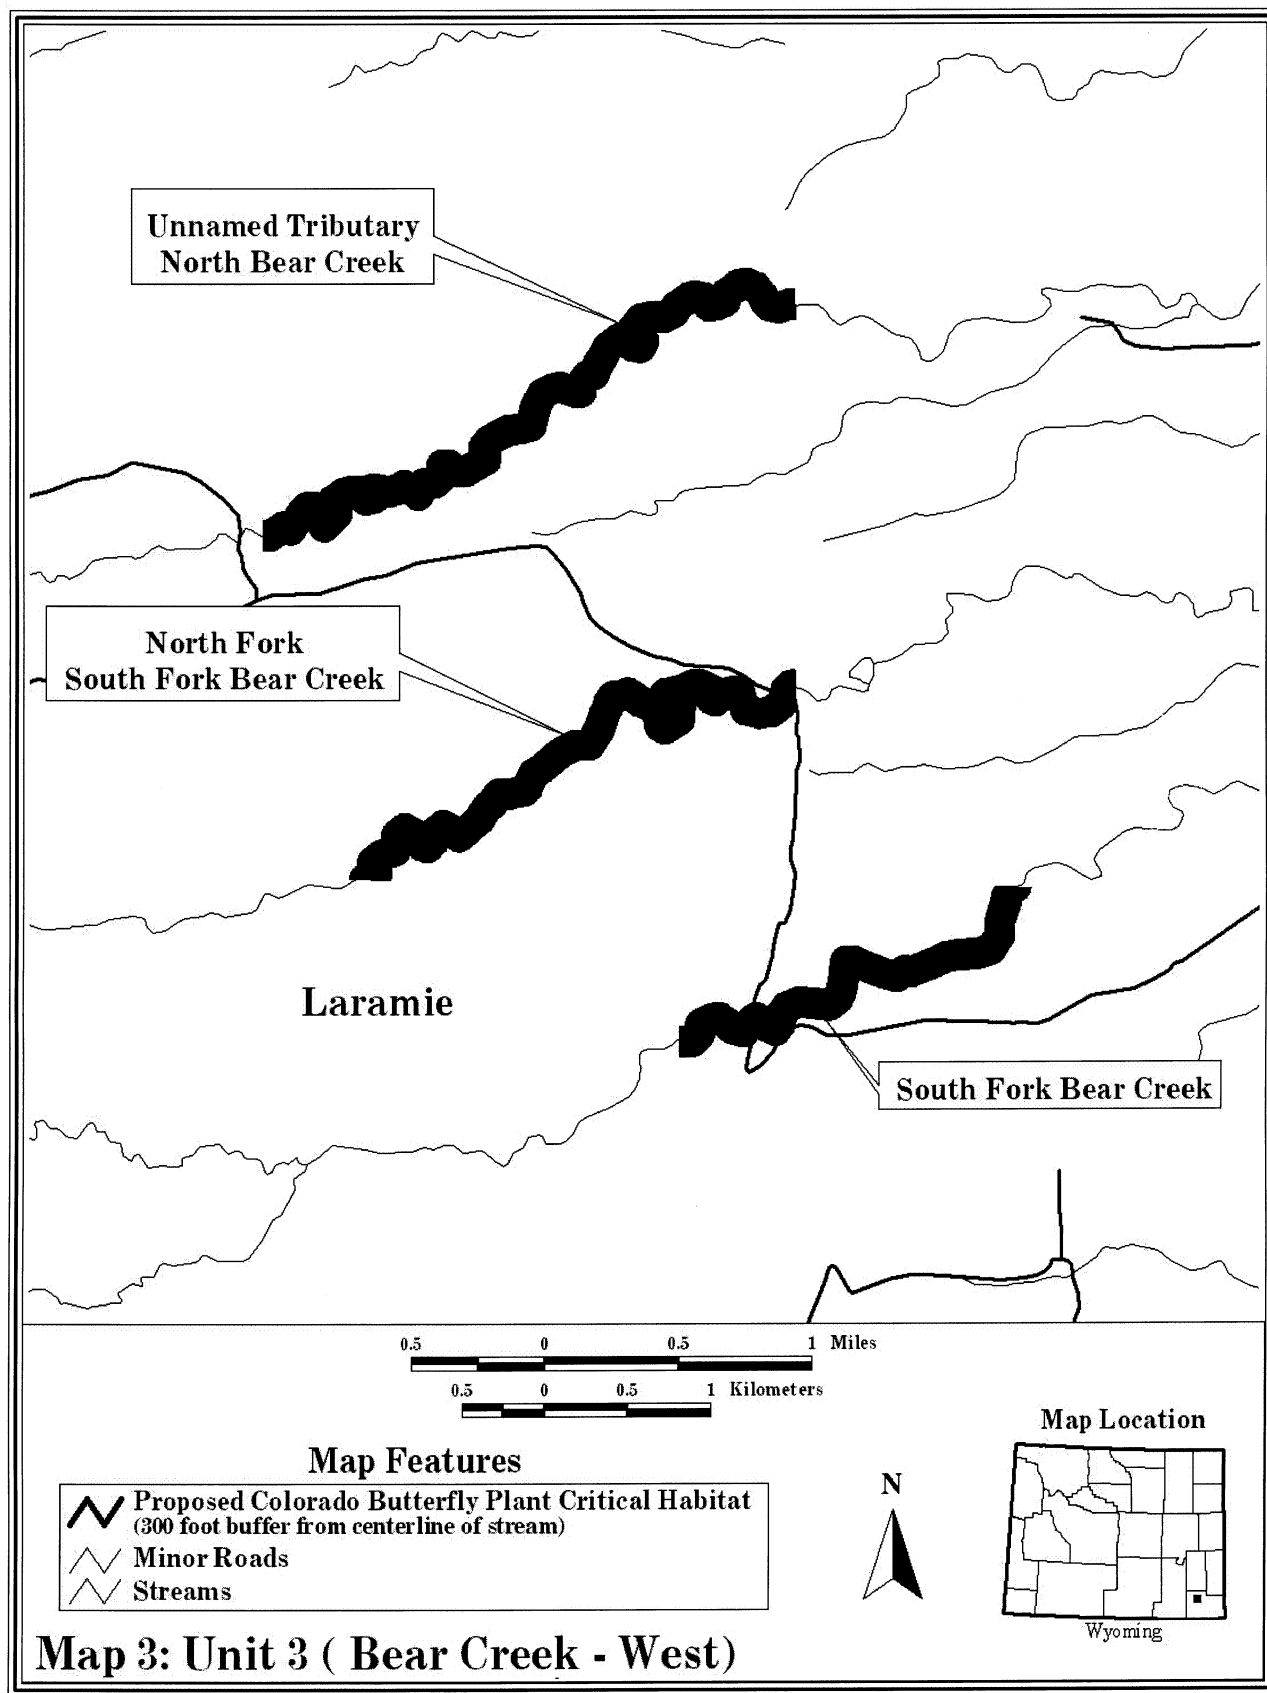 Unnamed Tributary
North Bear Creek
North Fork
South Fork Bear Creek
Laramie
South Fork Bear Creek
0.5 0 0.5 1 Miles
0.5 0 0.5 1 Kilometers
Map Features
Proposed Colorado Butterfly Plant Critical Habitat
(300 foot buffer from centerline of stream)
Minor Roads
Streams
N
Map Location
Wyoming
Map 3: Unit 3 ( Bear Creek - West)